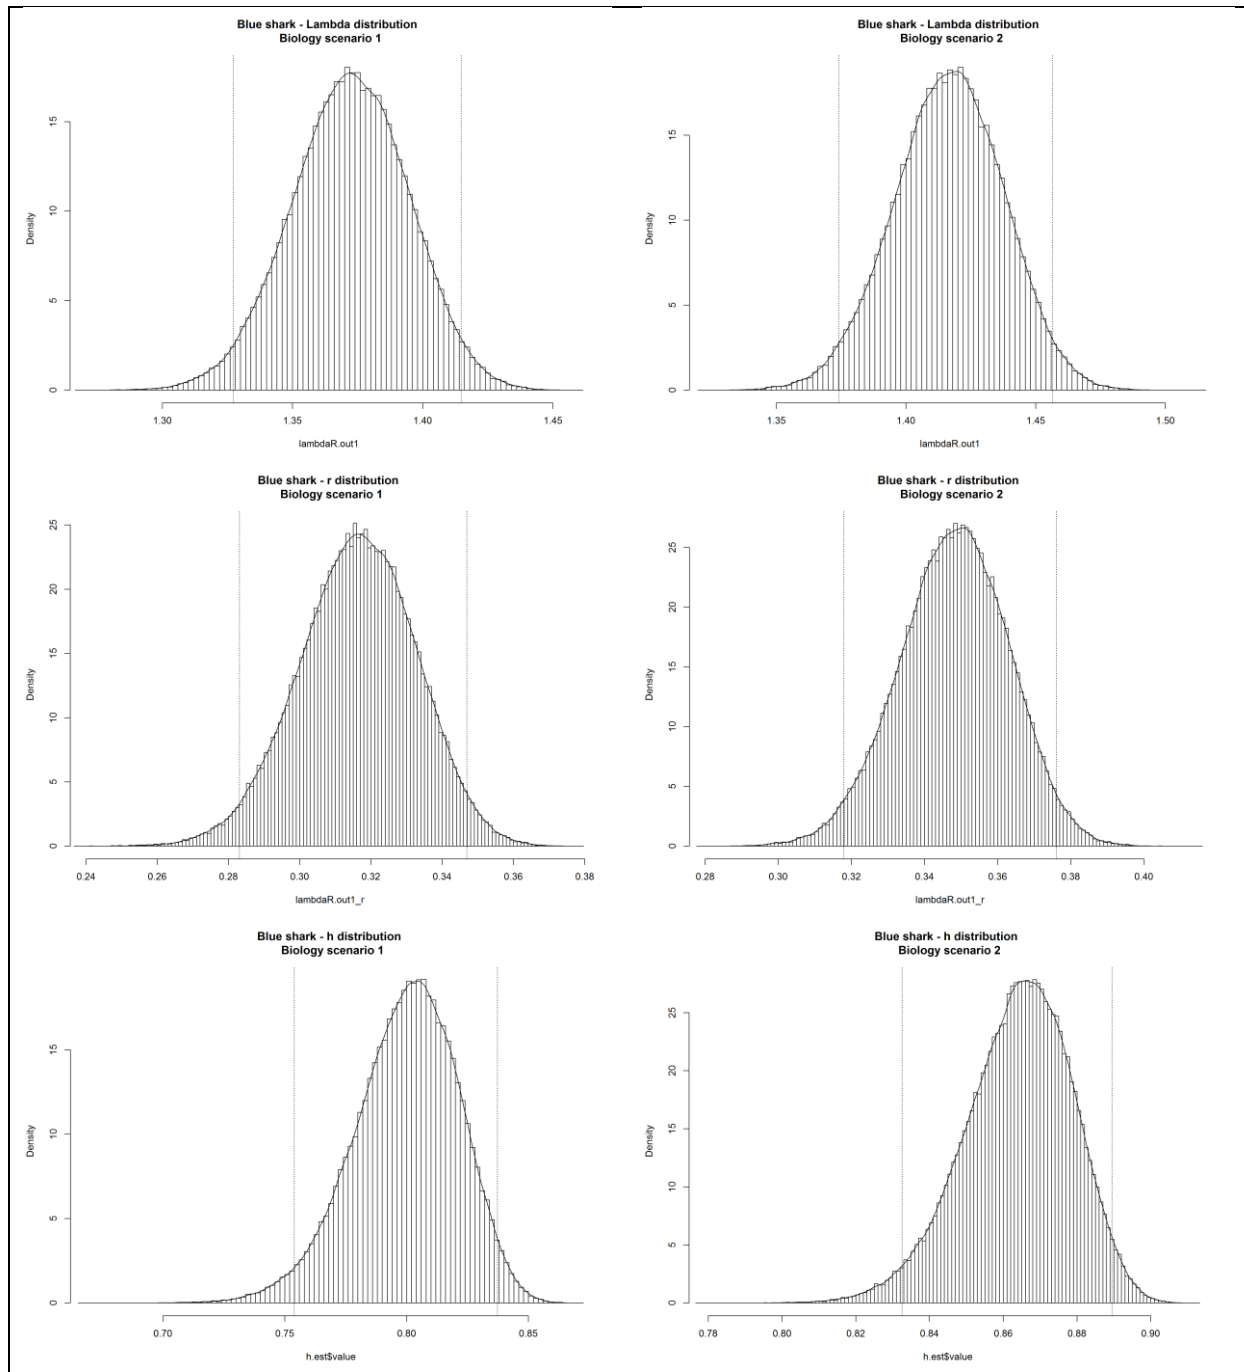 Blue shark - Lambda distribution
Biology scenario 1
Density
0 5 10 15
1.30 1.35 1.40 1.45
lambdaR.out1
Blue shark - Lambda distribution
Biology scenario 2
Density
0 5 10 15
1.35 1.40 1.45 1.50
lambdaR.out1
Blue shark - r distribution
Biology scenario 1
Density
0 5 10 15 20 25
0.24 0.26 0.28 0.30 0.32 0.34 0.36 0.38
lambdaR.out1_r
Blue shark - r distribution
Biology scenario 2
Density
0 5 10 15 20 25
0.28 0.30 0.32 0.34 0.36 0.38 0.40
lambdaR.out1_r
Blue shark - h distribution
Biology scenario 1
Density
0 5 10 15
0.70 0.75 0.80 0.85
h.est$value
Blue shark - h distribution
Biology scenario 2
Density
0 5 10 15 20 25
0.78 0.80 0.82 0.84 0.86 0.88 0.90
h.est$value